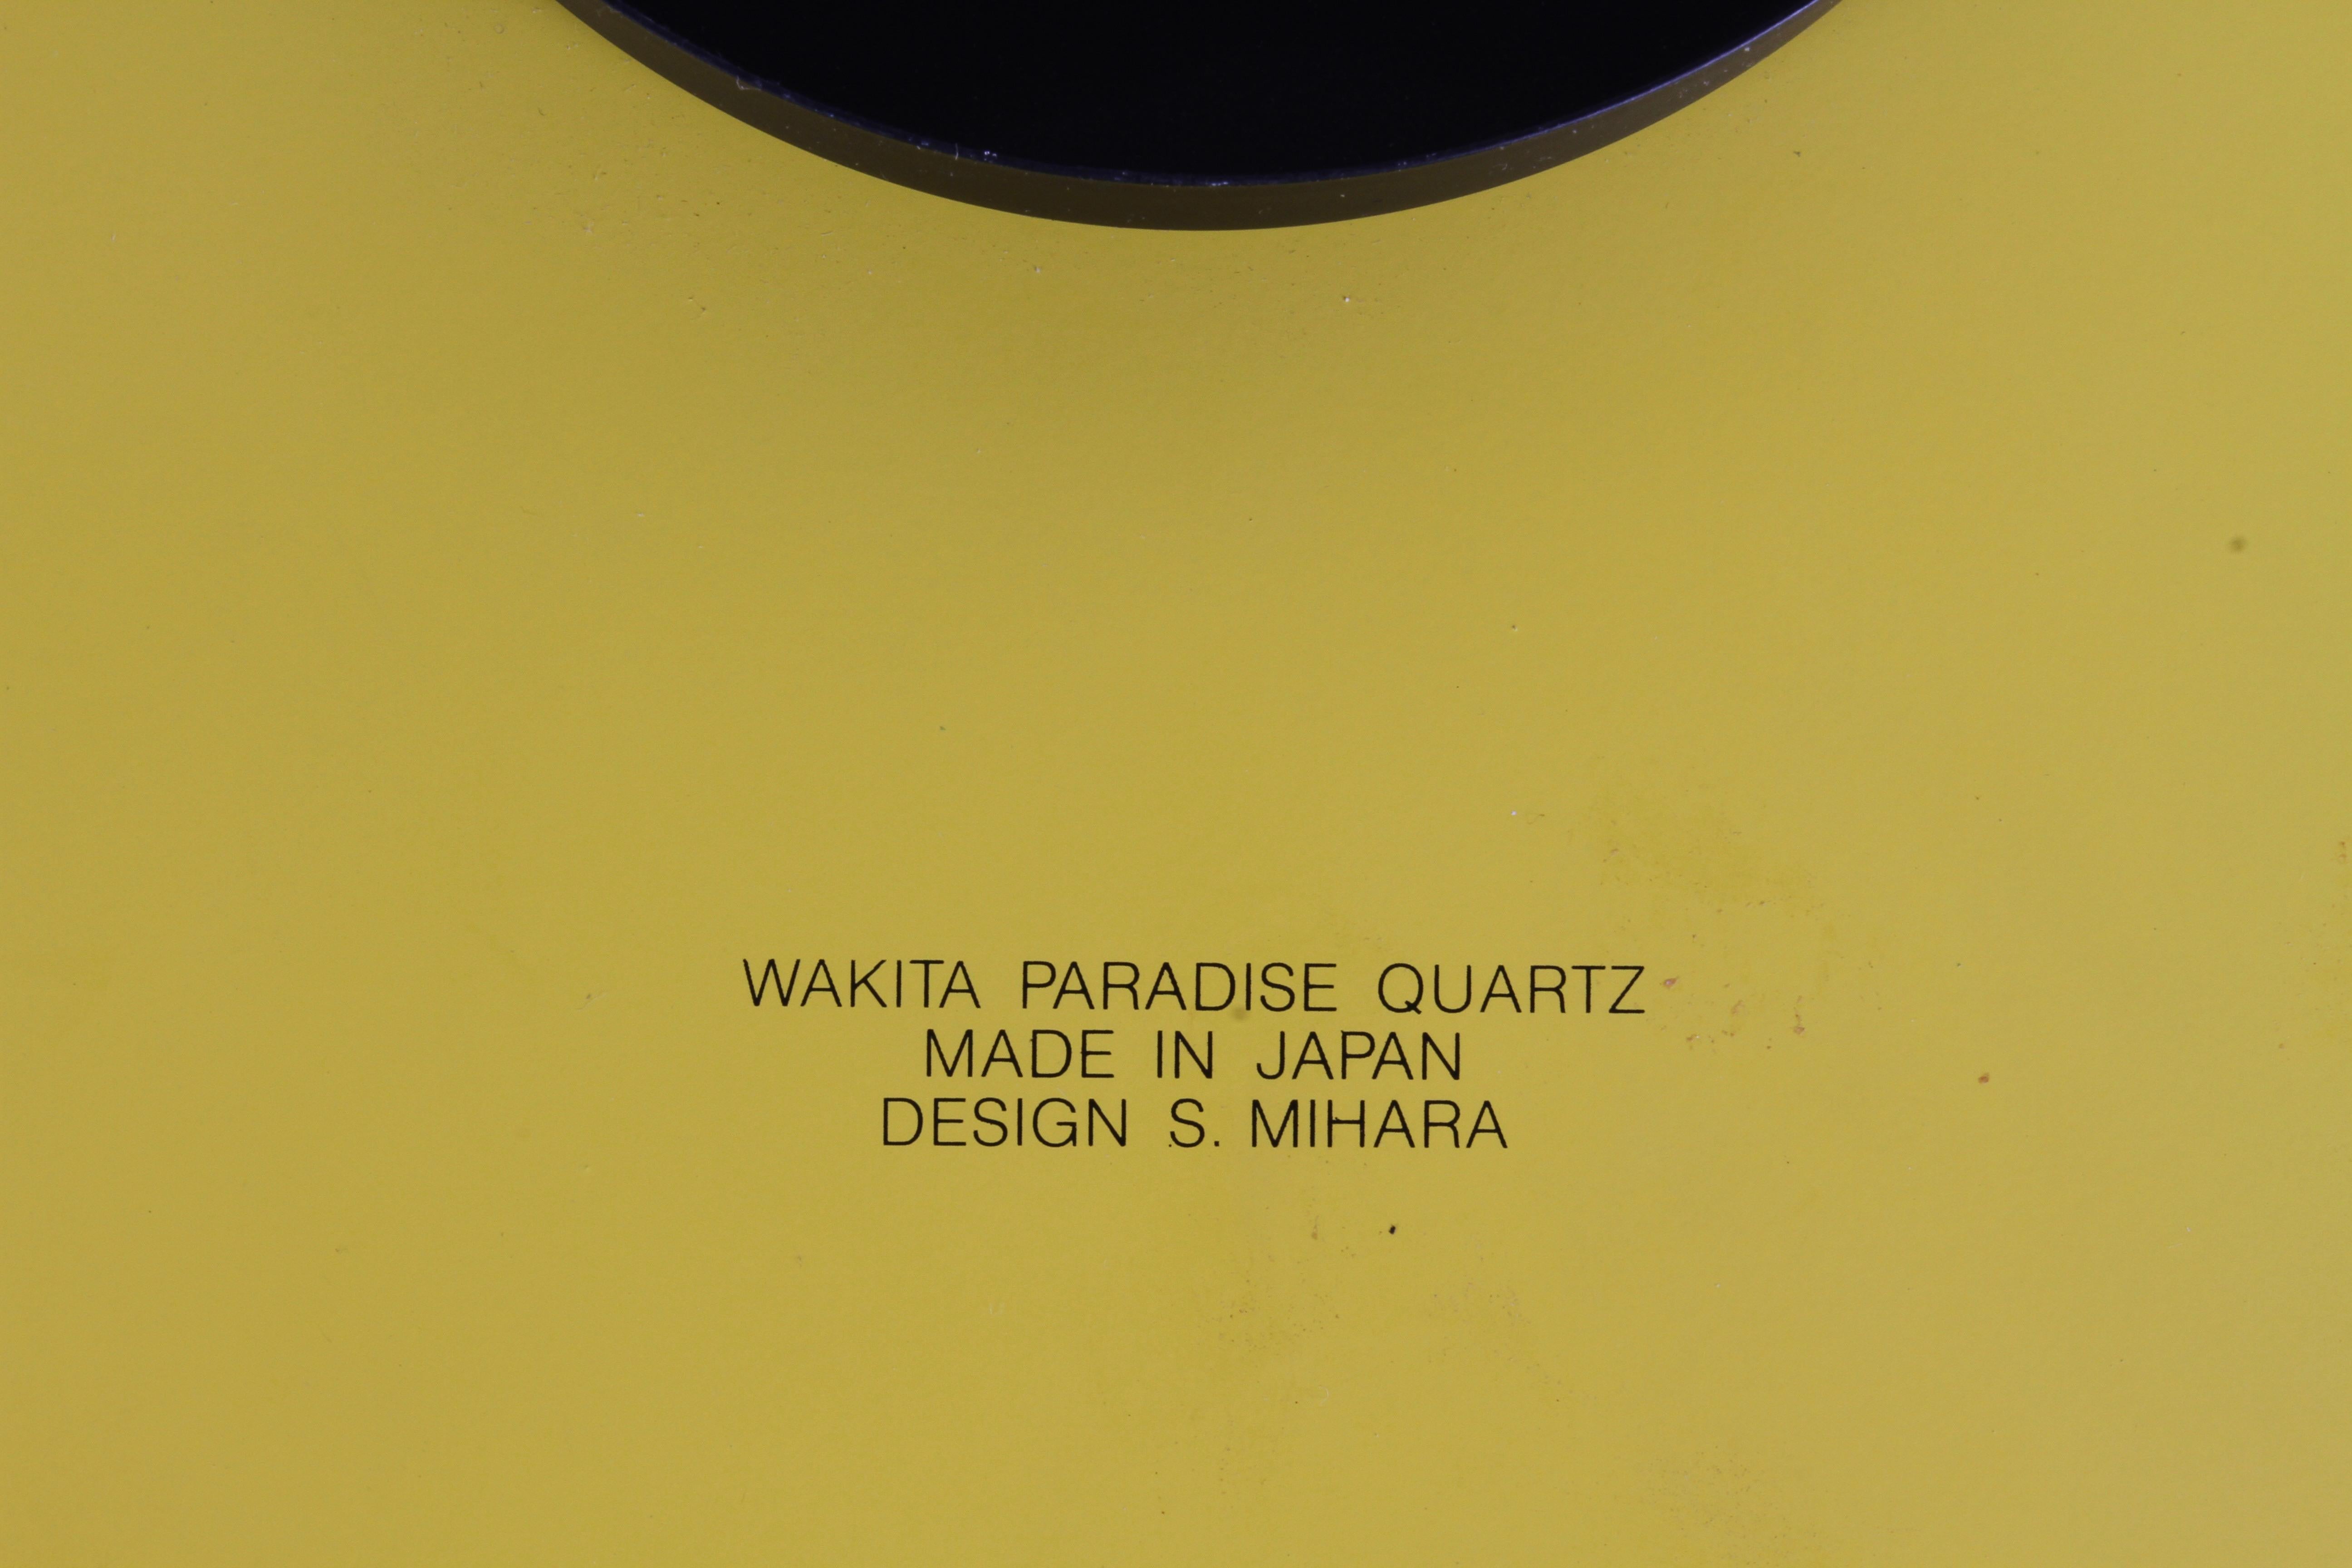 WAKITA PARADISE QUARTZ
MADE IN JAPAN
DESIGN S. MIHARA